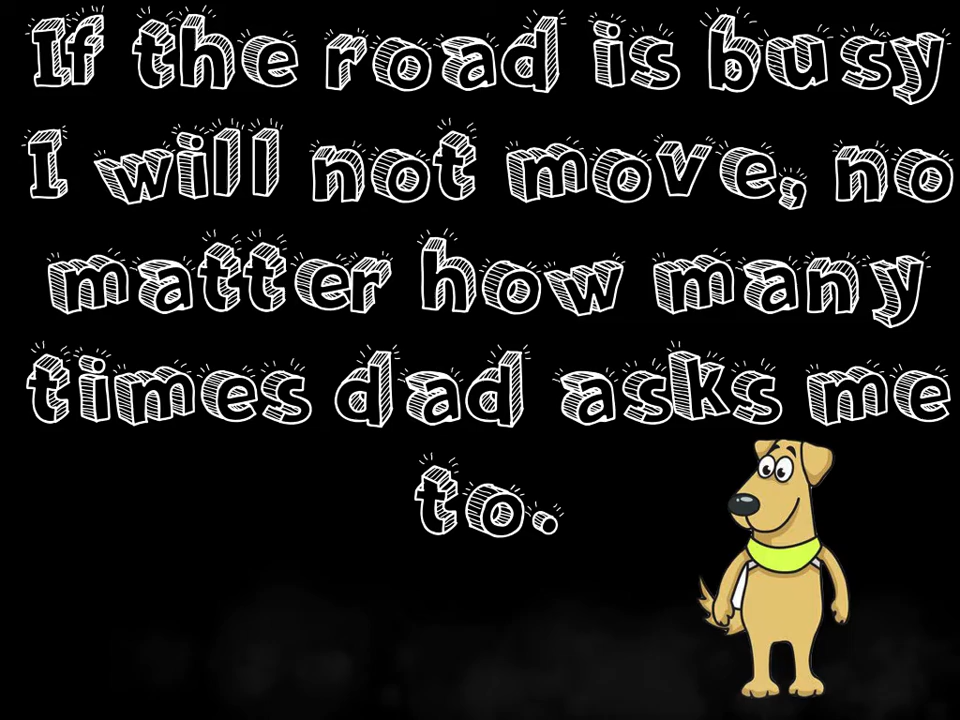 If the road is busy
I will not move, no
matter how many
times dad asks me
to.